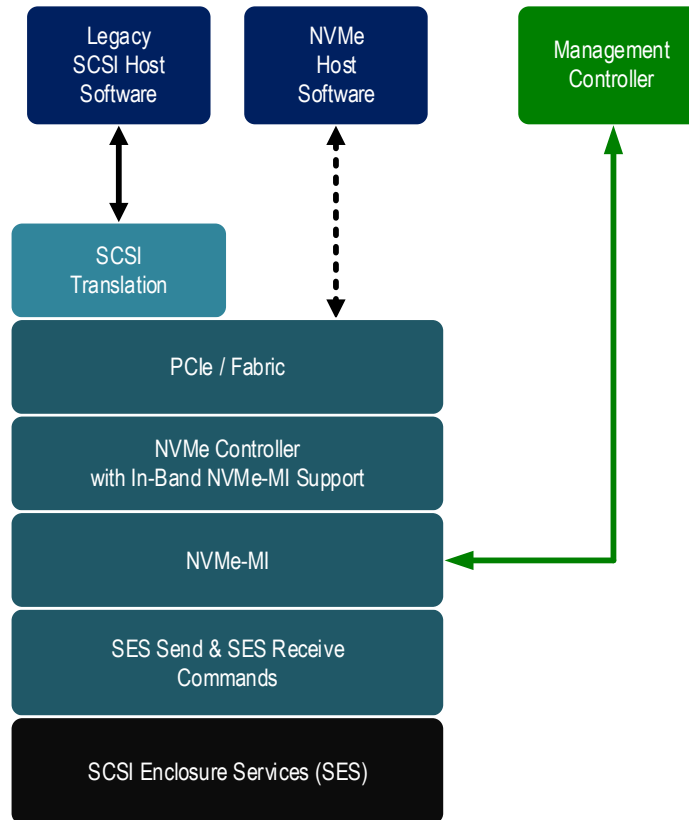 Legacy
SCSI Host
Software
NVMe
Host
Software
Management
Controller
SCSI
Translation
PCIe / Fabric
NVMe Controller
with In-Band NVMe-MI Support
NVMe-MI
SES Send & SES Receive
Commands
SCSI Enclosure Services (SES)